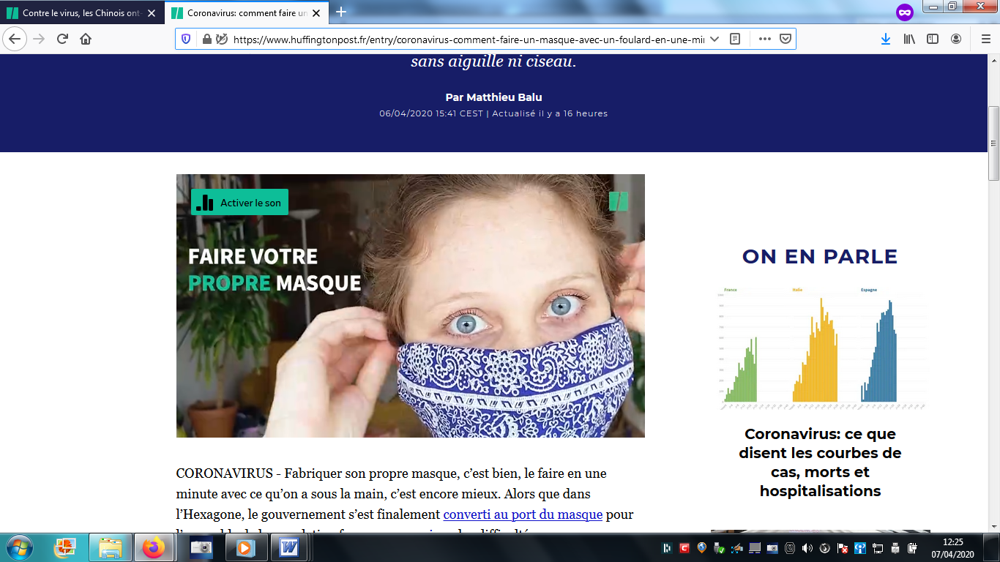 Contre le virus, les Chinois ont
Coronavirus: comment faire un
https://www.huffingtonpost.fr/entry/coronavirus-comment-faire-un-masque-avec-un-foulard-en-une-mi
sans aiguille ni ciseau.
Par Matthieu Balu
06/04/2020 15:41 CEST | Actualisé il y a 16 heures
Activer le son
FAIRE VOTRE
PROPRE MASQUE
CORONAVIRUS - Fabriquer son propre masque, c’est bien, le faire en une
minute avec ce qu’on a sous la main, c’est encore mieux. Alors que dans
l’Hexagone, le gouvernement s’est finalement converti au port du masque pour
ON EN PARLE
France Italie Espagne
Coronavirus: ce que
disent les courbes de
cas, morts et
hospitalisations
12:25
07/04/2020